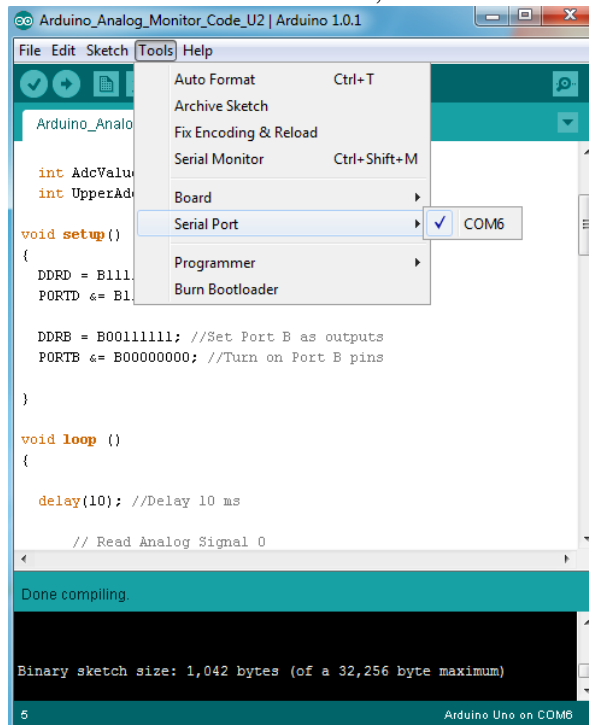 Arduino_Analog_Monitor_Code_U2 | Arduino 1.0.1
File Edit Sketch Tools Help
Auto Format Ctrl+T
Archive Sketch
Arduino_Analo
Fix Encoding & Reload
Serial Monitor Ctrl+Shift+M
int AdcValu
int UpperAd
Board
Serial Port
COM6
void setup()
{
Programmer
DDRD = B111
Burn Bootloader
PORTD &= B1
DDRB = B00111111; //Set Port B as outputs
PORTB &= B00000000; //Turn on Port B pins
}
void loop ()
{
delay(10); //Delay 10 ms
// Read Analog Signal 0
Done compiling.
Binary sketch size: 1,042 bytes (of a 32,256 byte maximum)
5 Arduino Uno on COM6